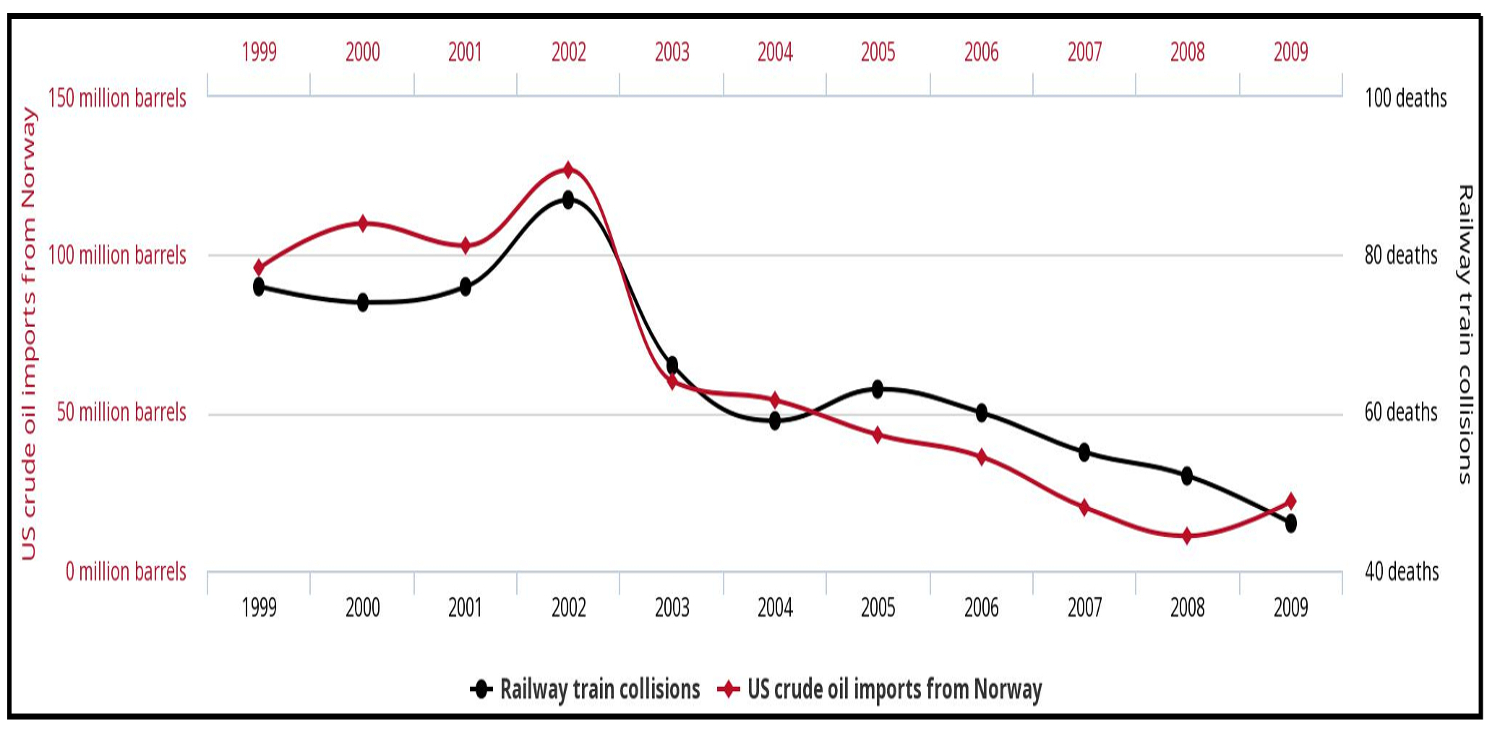 1999 2000 2001 2002 2003 2004 2005 2006 2007 2008 2009
150 million barrels
100 million barrels
50 million barrels
0 million barrels
US crude oil imports from Norway
100 deaths
80 deaths
60 deaths
40 deaths
Railway train collisions
1999 2000 2001 2002 2003 2004 2005 2006 2007 2008 2009
Railway train collisions US crude oil imports from Norway